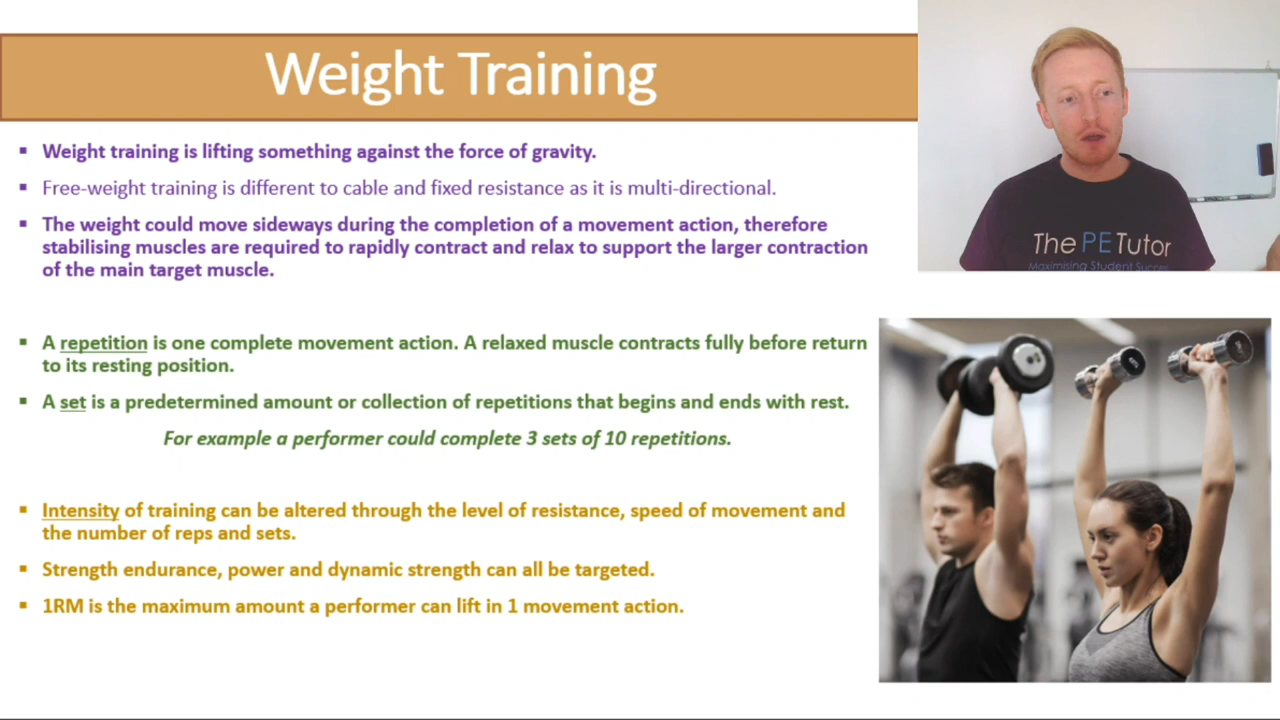 Weight Training
▪ Weight training is lifting something against the force of gravity.
▪ Free-weight training is different to cable and fixed resistance as it is multi-directional.
▪ The weight could move sideways during the completion of a movement action, therefore
stabilising muscles are required to rapidly contract and relax to support the larger contraction
of the main target muscle.
▪ A repetition is one complete movement action. A relaxed muscle contracts fully before return
to its resting position.
▪ A set is a predetermined amount or collection of repetitions that begins and ends with rest.
For example a performer could complete 3 sets of 10 repetitions.
▪ Intensity of training can be altered through the level of resistance, speed of movement and
the number of reps and sets.
▪ Strength endurance, power and dynamic strength can all be targeted.
▪ 1RM is the maximum amount a performer can lift in 1 movement action.
The PE Tutor
Maximising Student